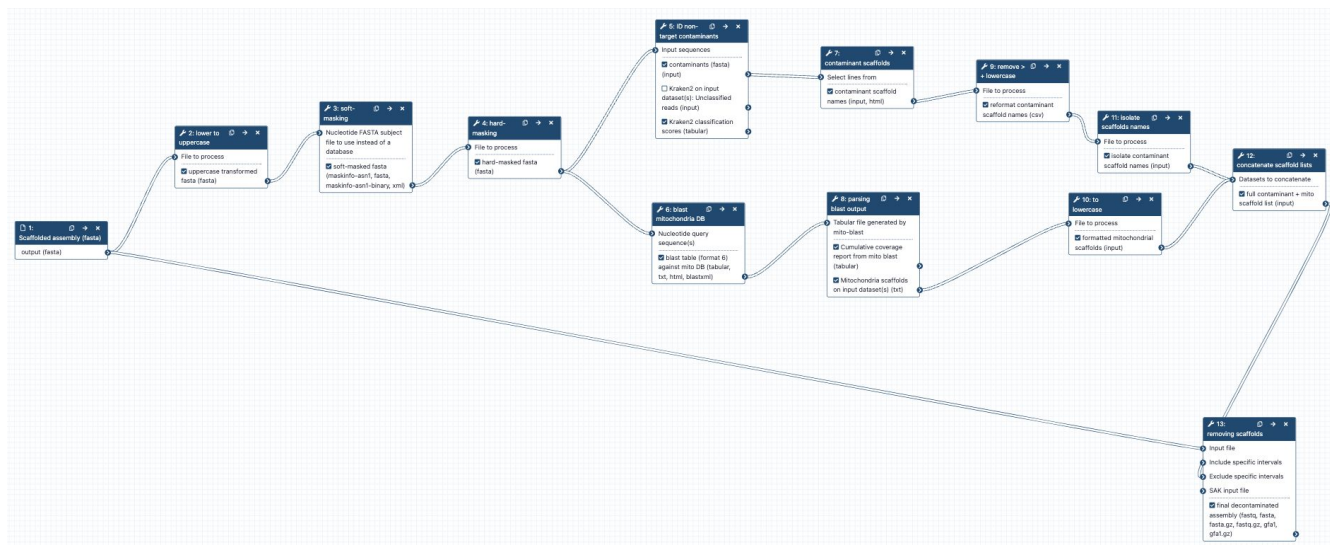 1:
Scaffolded assembly (fasta)
output (fasta)
2: lower to
uppercase
File to process
uppercase transformed
fasta (fasta)
3: soft-
masking
Nucleotide FASTA subject
file to use instead of a
database
soft-masked fasta
(maskinfo-asn1, fasta,
maskinfo-asn1-binary, xml)
4: hard-
masking
File to process
hard-masked fasta
(fasta)
5: ID non-
target contaminants
Input sequences
contaminants (fasta)
(input)
Kraken2 on input
dataset(s): Unclassified
reads (input)
Kraken2 classification
scores (tabular)
6: blast
mitochondria DB
Nucleotide query
sequence(s)
blast table (format 6)
against mito DB (tabular,
txt, html, blastxml)
7:
contaminant scaffolds
Select lines from
contaminant scaffold
names (input, html)
8: parsing
blast output
Tabular file generated by
mito-blast
Cumulative coverage
report from mito blast
(tabular)
Mitochondria scaffolds
on input dataset(s) (txt)
9: remove >
+ lowercase
File to process
reformat contaminant
scaffold names (csv)
10: to
lowercase
File to process
formatted mitochondrial
scaffolds (input)
11: isolate
scaffolds names
File to process
isolate contaminant
scaffold names (input)
12:
concatenate scaffold lists
Datasets to concatenate
full contaminant + mito
scaffold list (input)
13:
removing scaffolds
Input file
Include specific intervals
Exclude specific intervals
SAK input file
final decontaminated
assembly (fastq, fasta,
fasta.gz, fastq.gz, gfa1,
gfa1.gz)